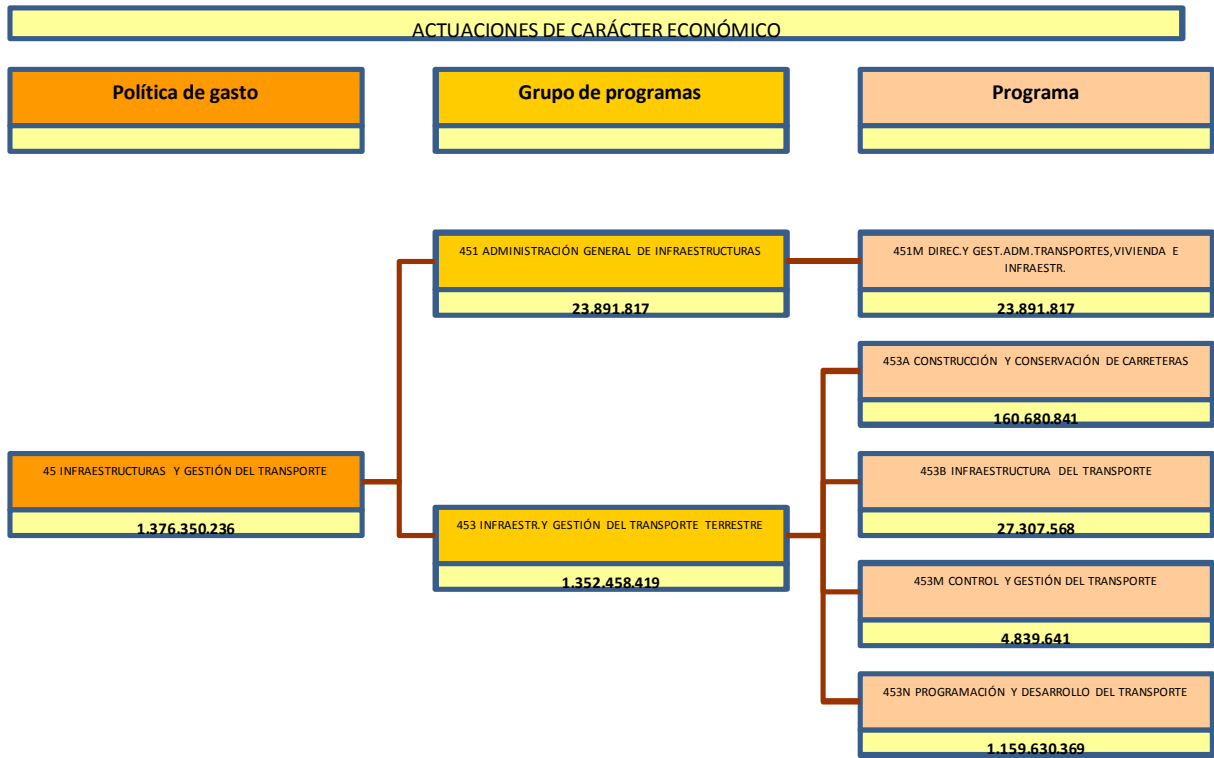 ACTUACIONES DE CARÁCTER ECONÓMICO
Política de gasto
Grupo de programas
Programa
451 ADMINISTRACIÓN GENERAL DE INFRAESTRUCTURAS
23.891.817
451M DIREC.Y GEST.ADM.TRANSPORTES,VIVIENDA E
INFRAESTR.
23.891.817
453A CONSTRUCCIÓN Y CONSERVACIÓN DE CARRETERAS
160.680.841
45 INFRAESTRUCTURAS Y GESTIÓN DEL TRANSPORTE
1.376.350.236
453B INFRAESTRUCTURA DEL TRANSPORTE
27.307.568
453 INFRAESTR.Y GESTIÓN DEL TRANSPORTE TERRESTRE
1.352.458.419
453M CONTROL Y GESTIÓN DEL TRANSPORTE
4.839.641
453N PROGRAMACIÓN Y DESARROLLO DEL TRANSPORTE
1.159.630.369